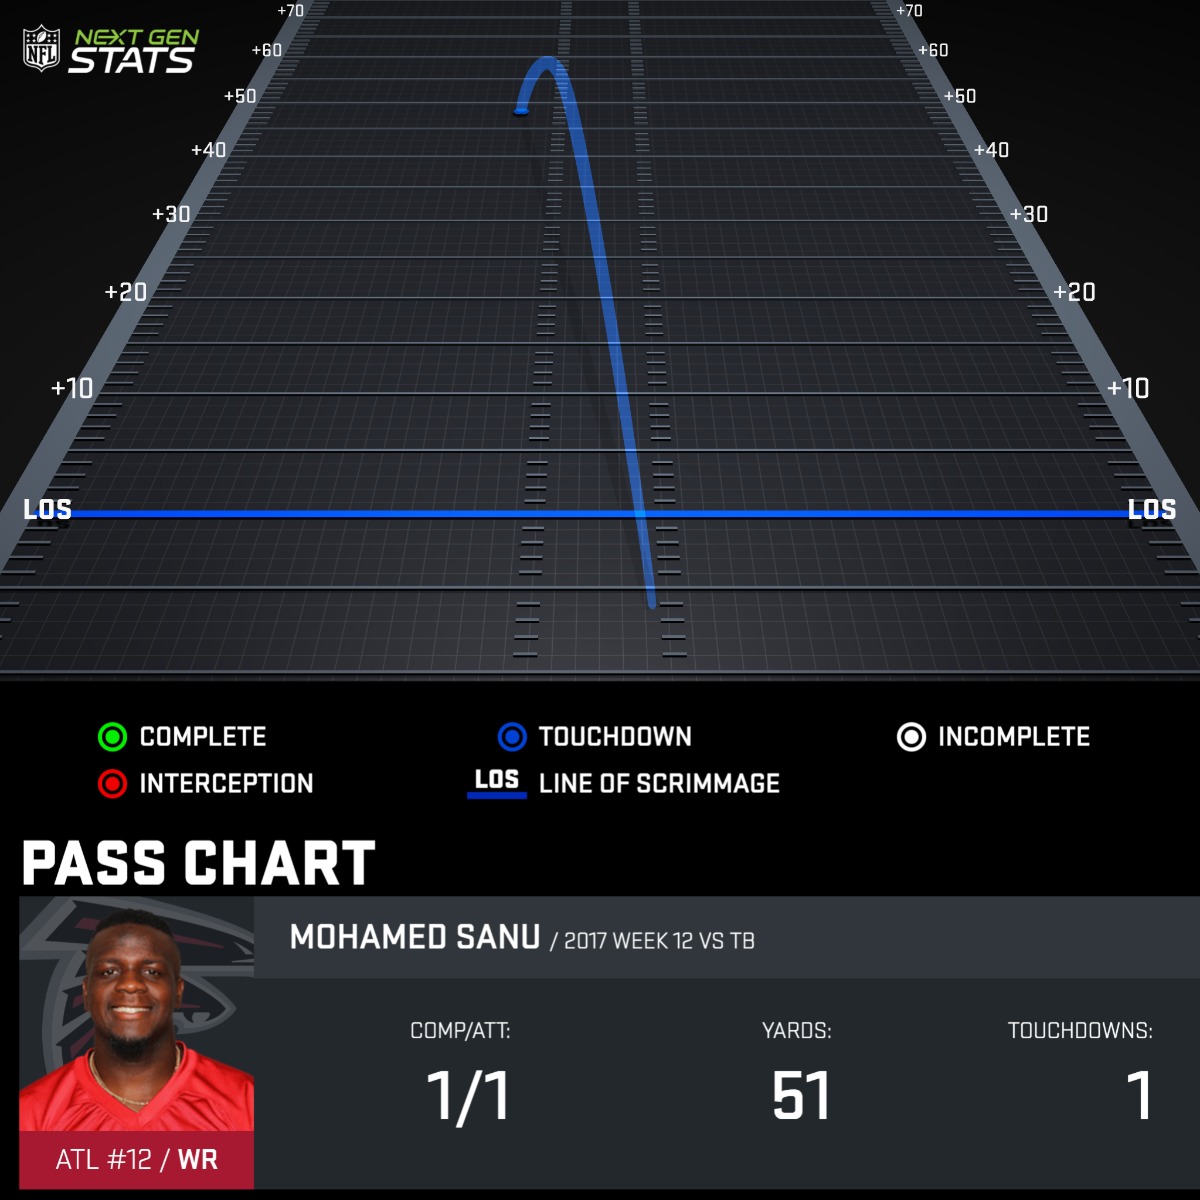 NFL
NEXT GEN
STATS
+70 +70
+60 +60
+50 +50
+40 +40
+30 +30
+20 +20
+10 +10
LOS LOS
COMPLETE TOUCHDOWN INCOMPLETE
INTERCEPTION LOS LINE OF SCRIMMAGE
PASS CHART
MOHAMED SANU / 2017 WEEK 12 VS TB
COMP/ATT: YARDS: TOUCHDOWNS:
1/1 51 1
ATL #12 / WR